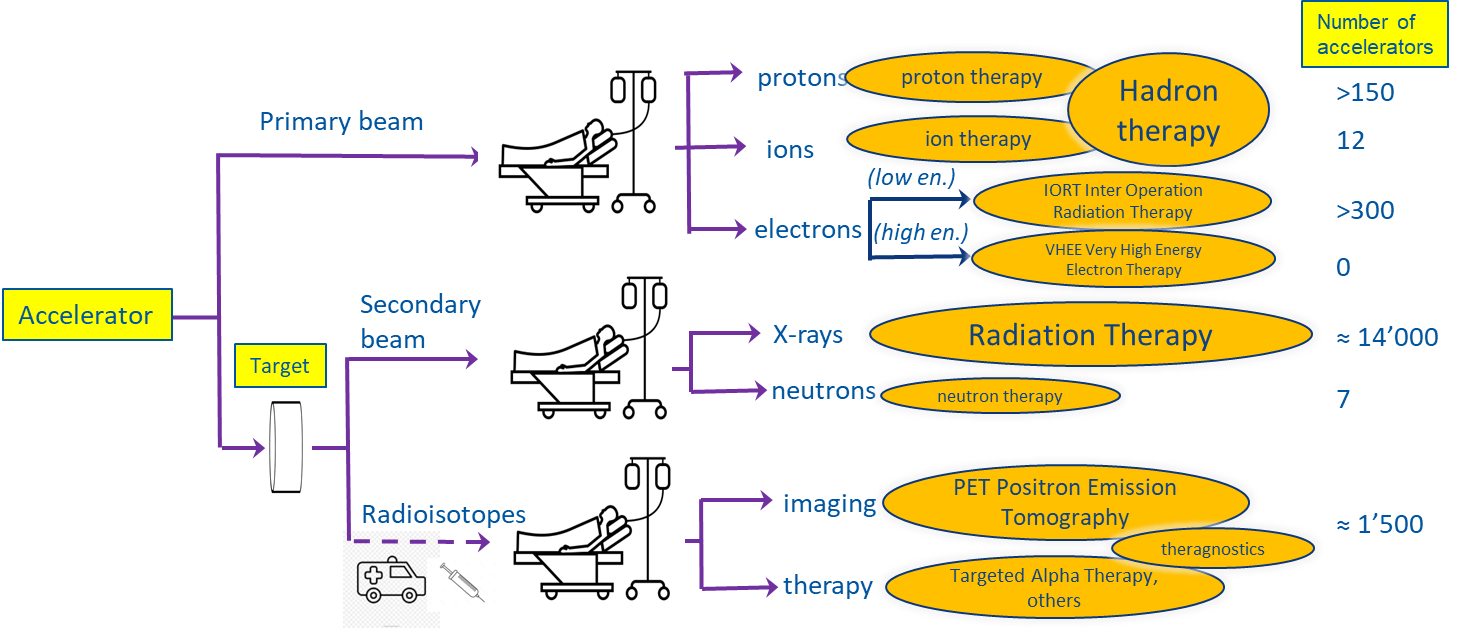 Number of
accelerators
Primary beam
protons
proton therapy
Hadron
therapy
>150
ions
ion therapy
12
electrons
(low en.)
IORT Inter Operation
Radiation Therapy
>300
(high en.)
VHEE Very High Energy
Electron Therapy
0
Accelerator
Target
Secondary
beam
X-rays
Radiation Therapy
≈ 14’000
neutrons
neutron therapy
7
Radioisotopes
imaging
PET Positron Emission
Tomography
≈ 1’500
theragnostics
therapy
Targeted Alpha Therapy,
others